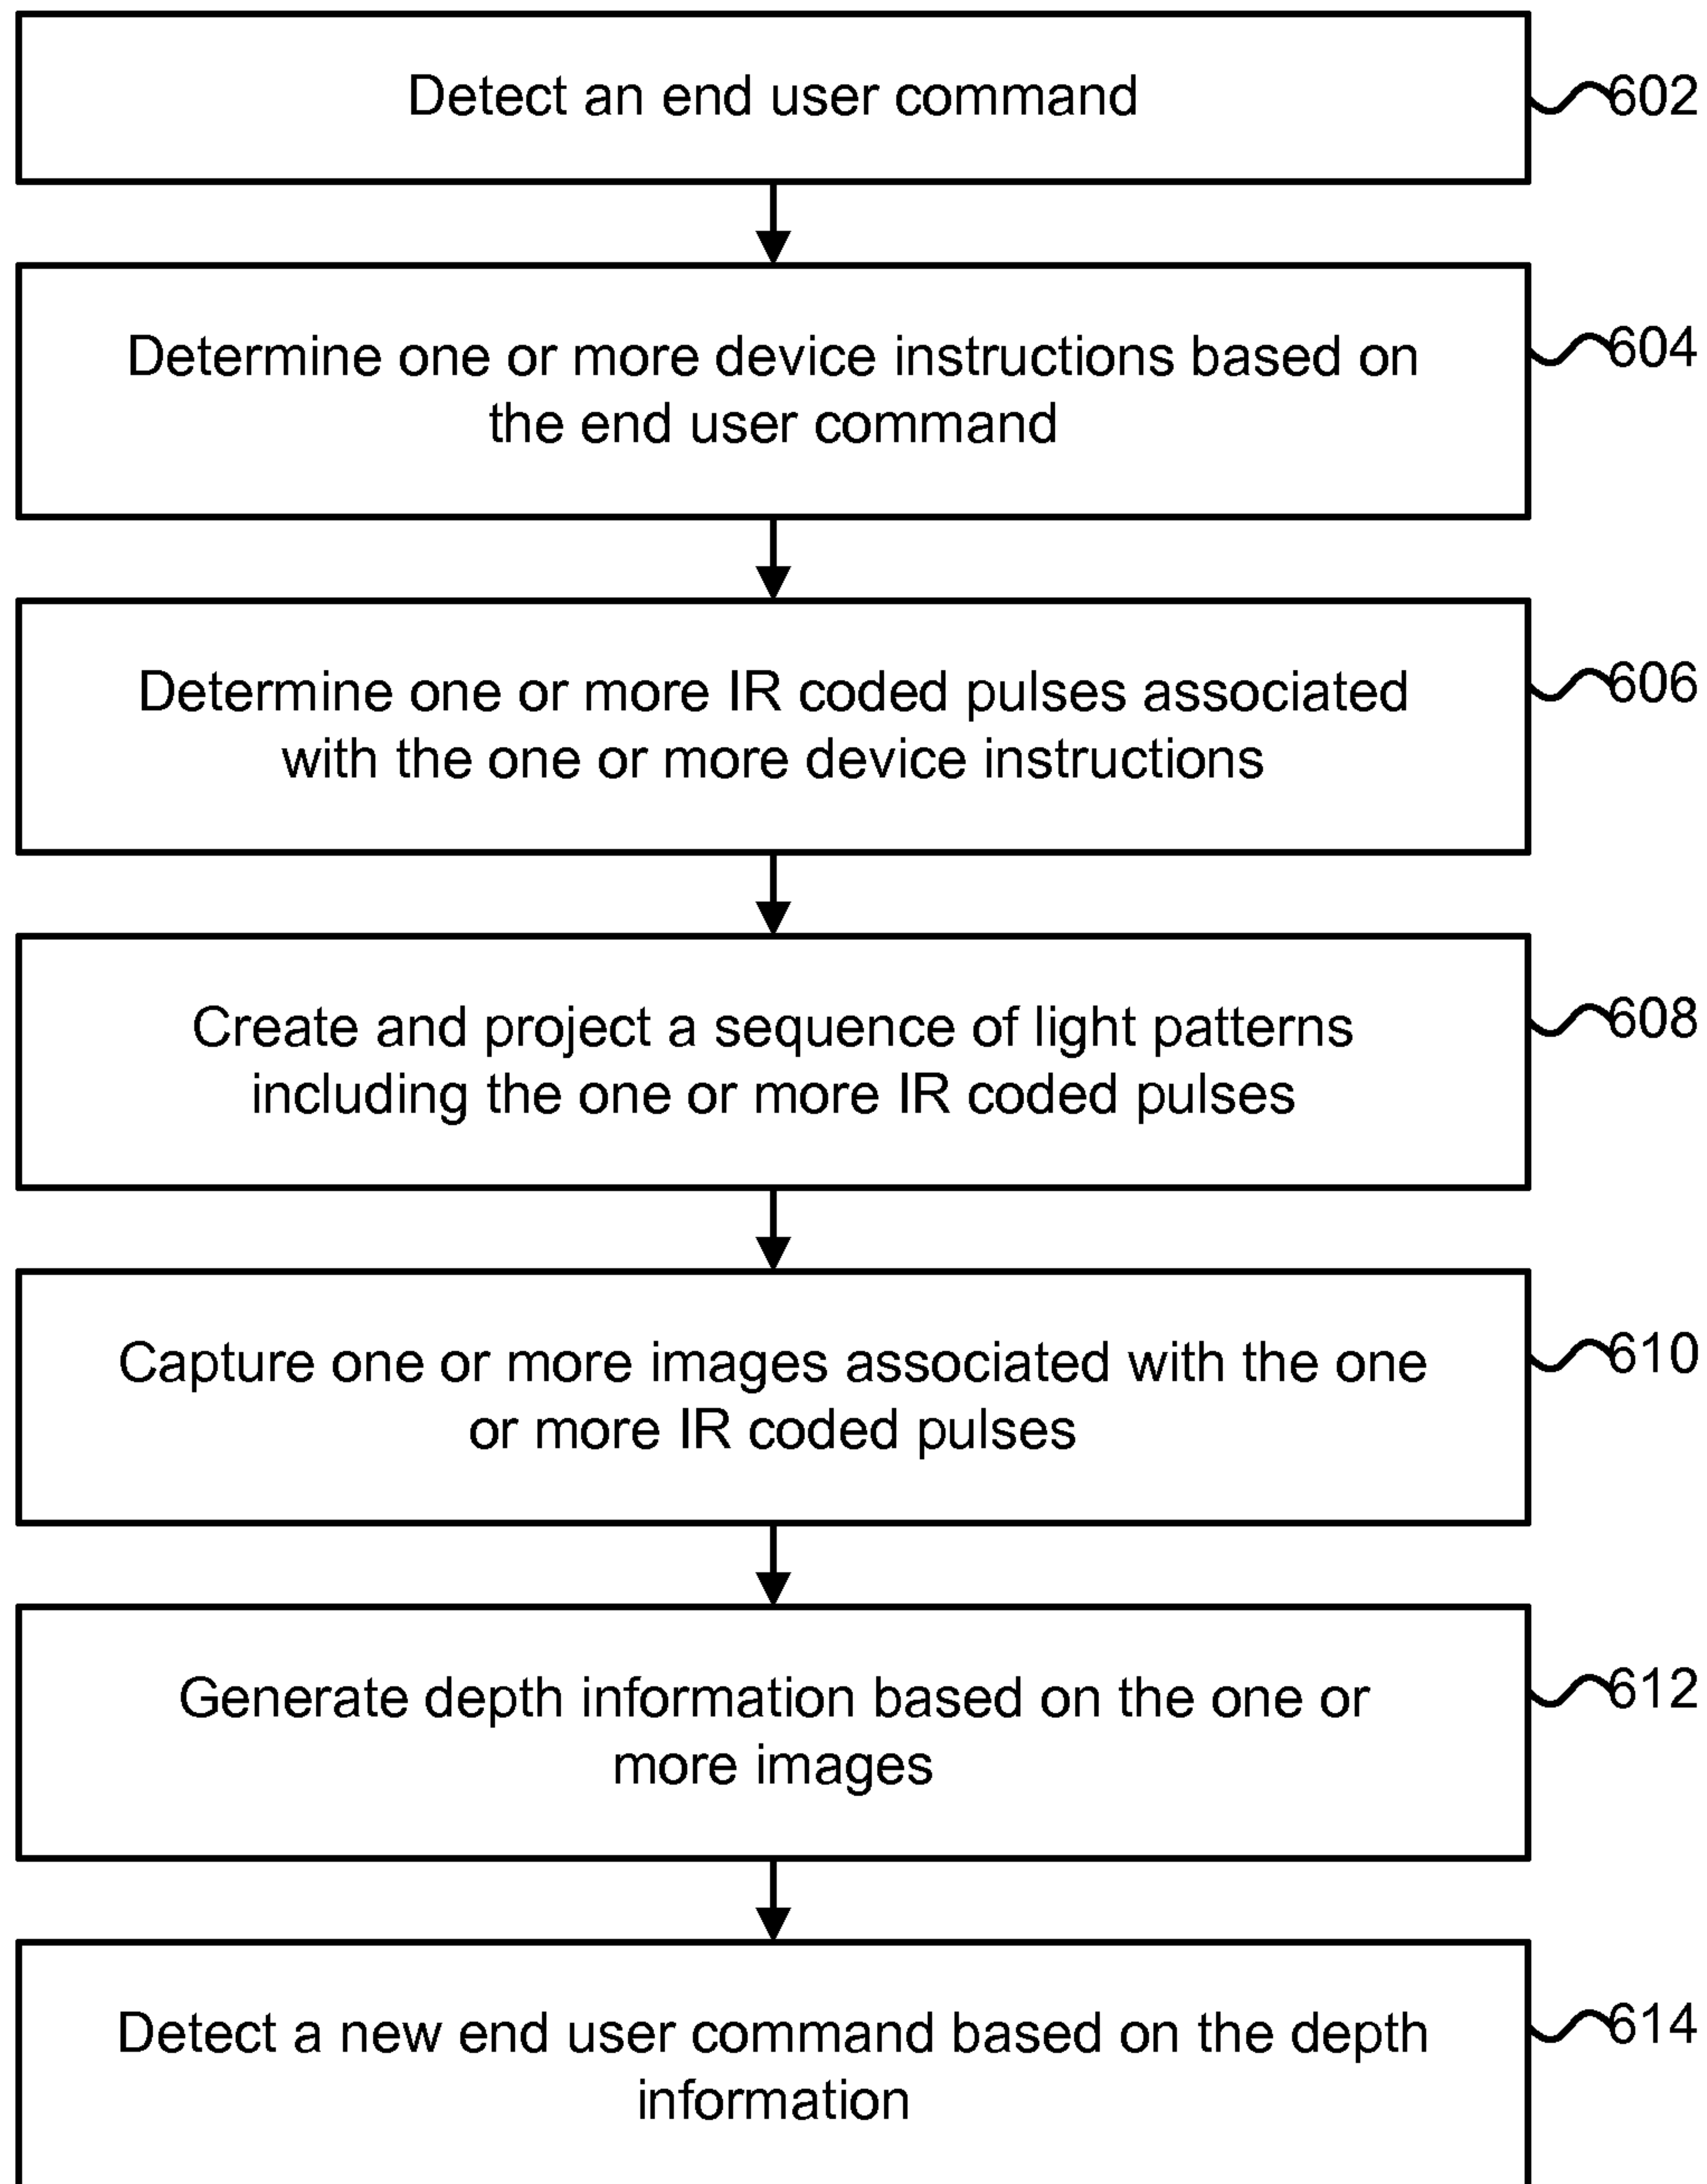 Detect an end user command
602
Determine one or more device instructions based on
the end user command
604
Determine one or more IR coded pulses associated
with the one or more device instructions
606
Create and project a sequence of light patterns
including the one or more IR coded pulses
608
Capture one or more images associated with the one
or more IR coded pulses
610
Generate depth information based on the one or
more images
612
Detect a new end user command based on the depth
information
614